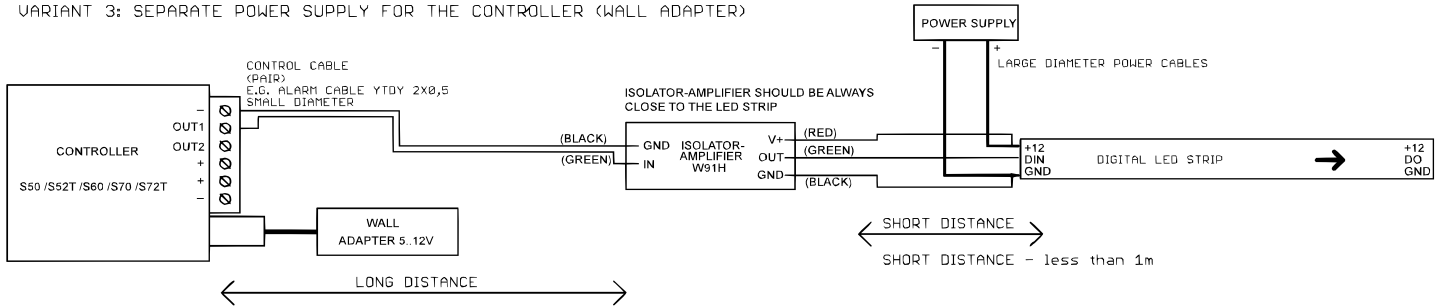 VARIANT 3: SEPARATE POWER SUPPLY FOR THE CONTROLLER (WALL ADAPTER)
POWER SUPPLY
–
+
LARGE DIAMETER POWER CABLES
CONTROL CABLE
(PAIR)
E.G. ALARM CABLE YTDY 2X0,5
SMALL DIAMETER
ISOLATOR-AMPLIFIER SHOULD BE ALWAYS
CLOSE TO THE LED STRIP
CONTROLLER
S50 /S52T /S60 /S70 /S72T
–
OUT1
OUT2
+
+
–
(BLACK)
(GREEN)
GND
IN
ISOLATOR-
AMPLIFIER
W91H
V+
OUT
GND
(RED)
(GREEN)
(BLACK)
+12
DIN
GND
DIGITAL LED STRIP
+12
DO
GND
WALL
ADAPTER 5..12V
SHORT DISTANCE
SHORT DISTANCE - less than 1m
LONG DISTANCE